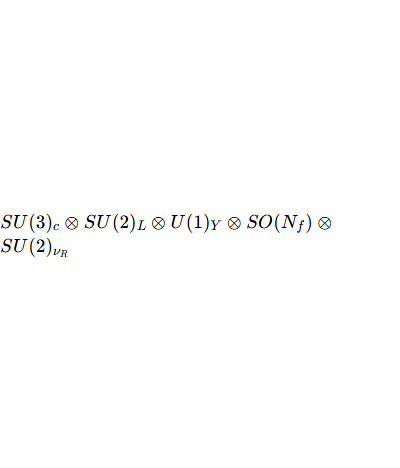 SU(3)_c ⊗ SU(2)_L ⊗ U(1)_Y ⊗ SO(N_f) ⊗
SU(2)_{ν_R}